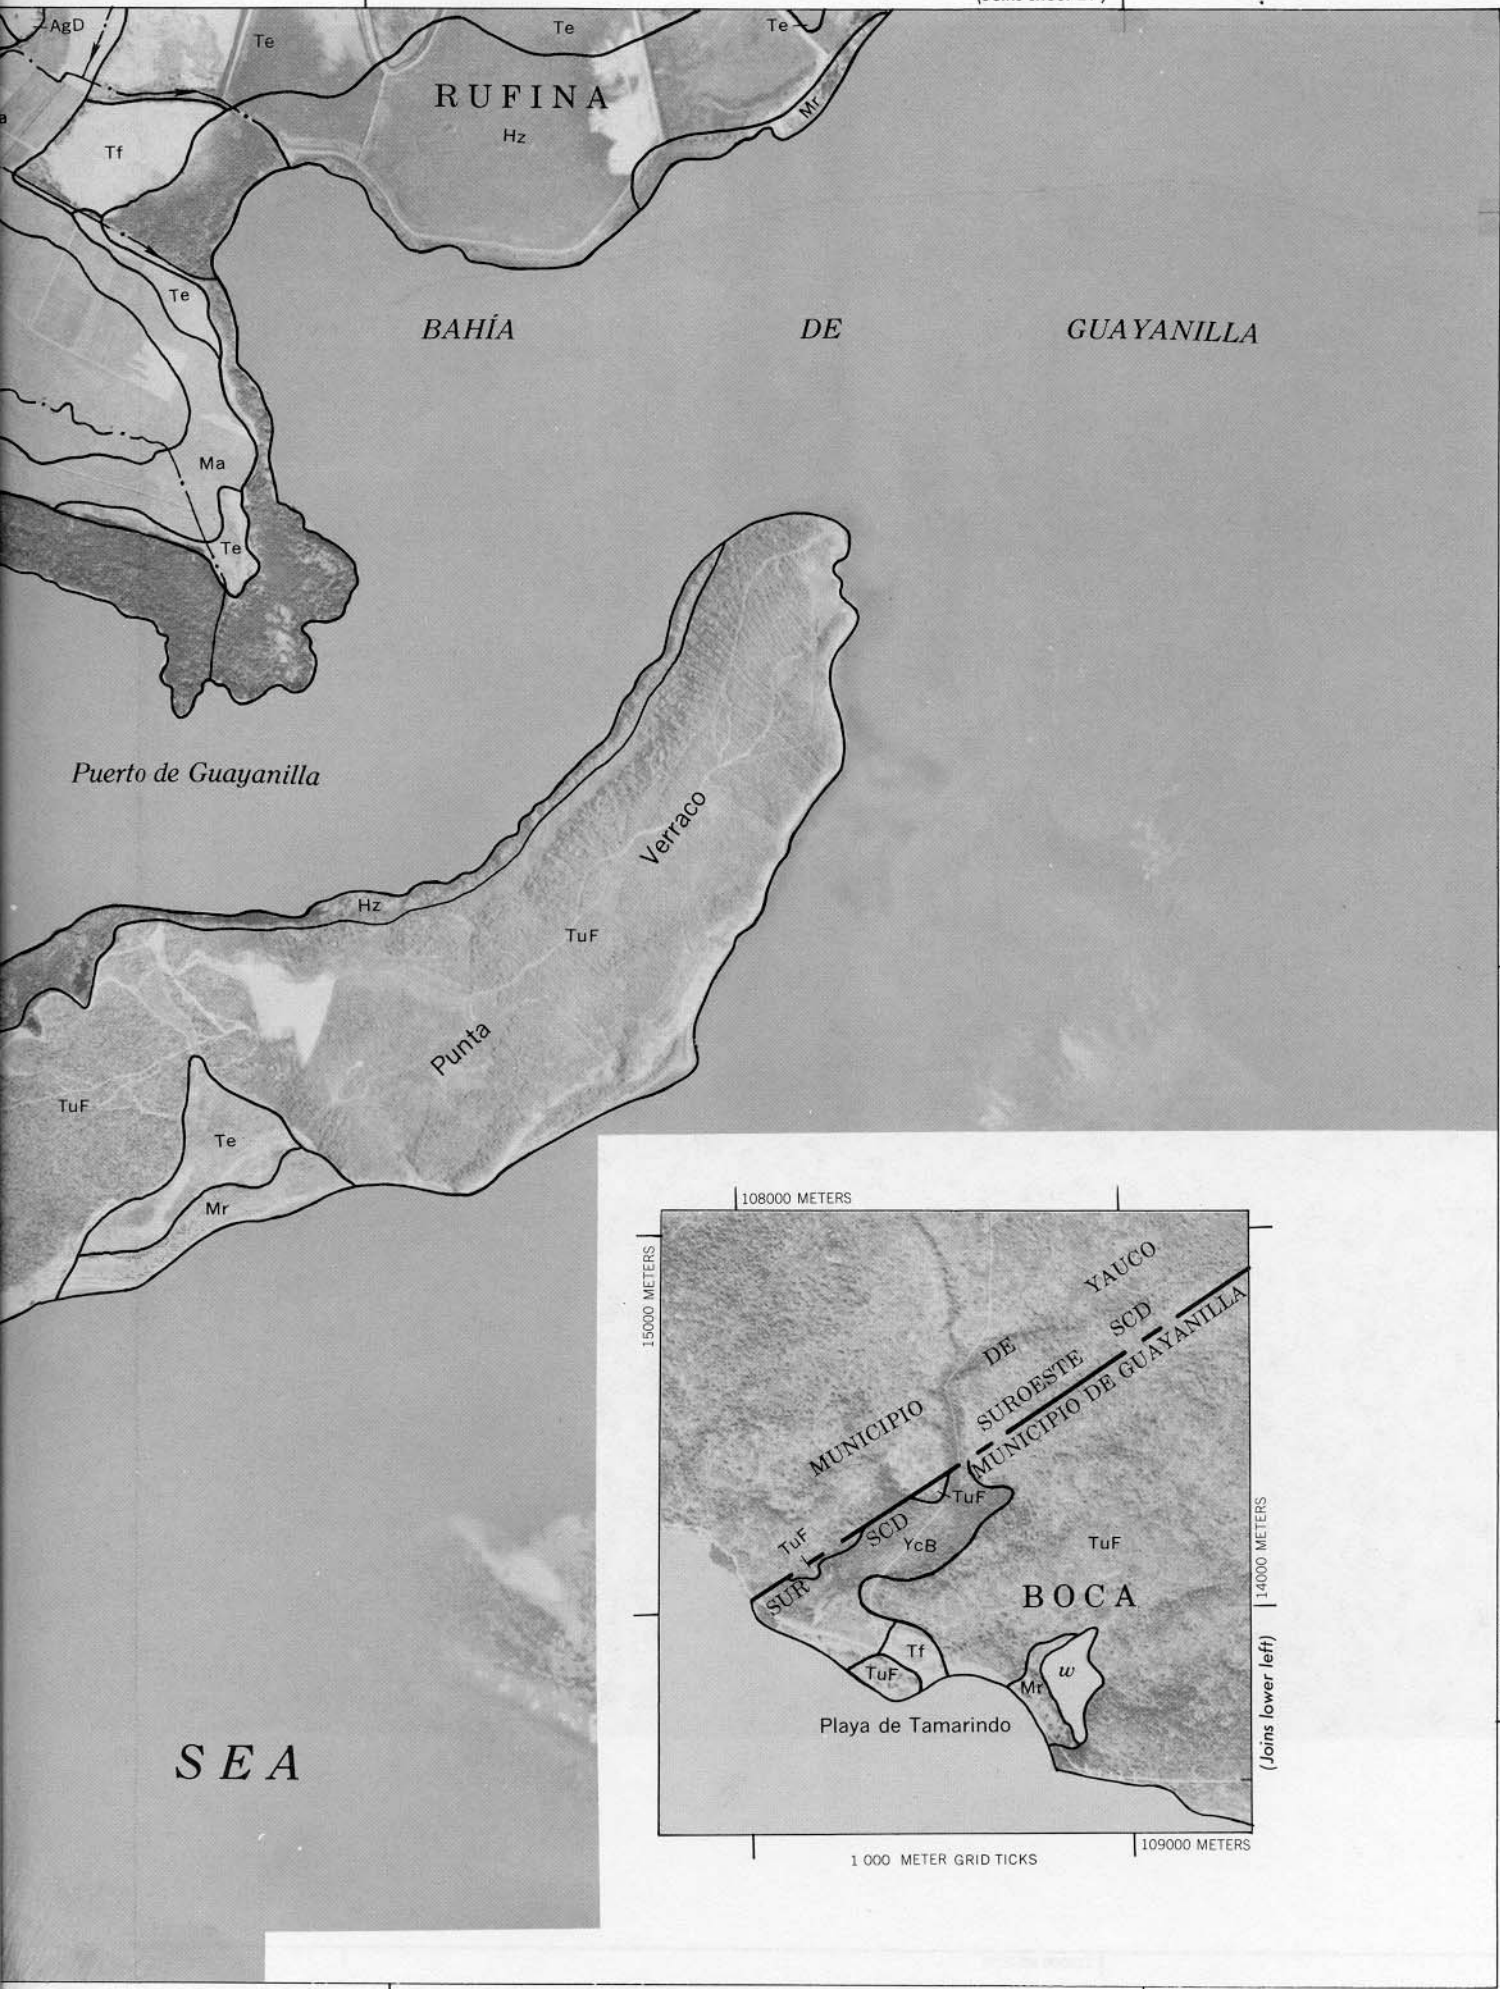 AgD
Te
Te
Te
RUFINA
Mr
Hz
a
Tf
Te
BAHÍA DE GUAYANILLA
Ma
Te
Puerto de Guayanilla
Verraco
Hz
TuF
Punta
TuF
Te
Mr
108000 METERS
15000 METERS
MUNICIPIO DE YAUCO
SUROESTE SCD
MUNICIPIO DE GUAYANILLA
TuF
TuF
SUR SCD
YcB
TuF
14000 METERS
BOCA
Tf
TuF
Mr
w
Playa de Tamarindo
(Joins lower left)
SEA
109000 METERS
1 000 METER GRID TICKS